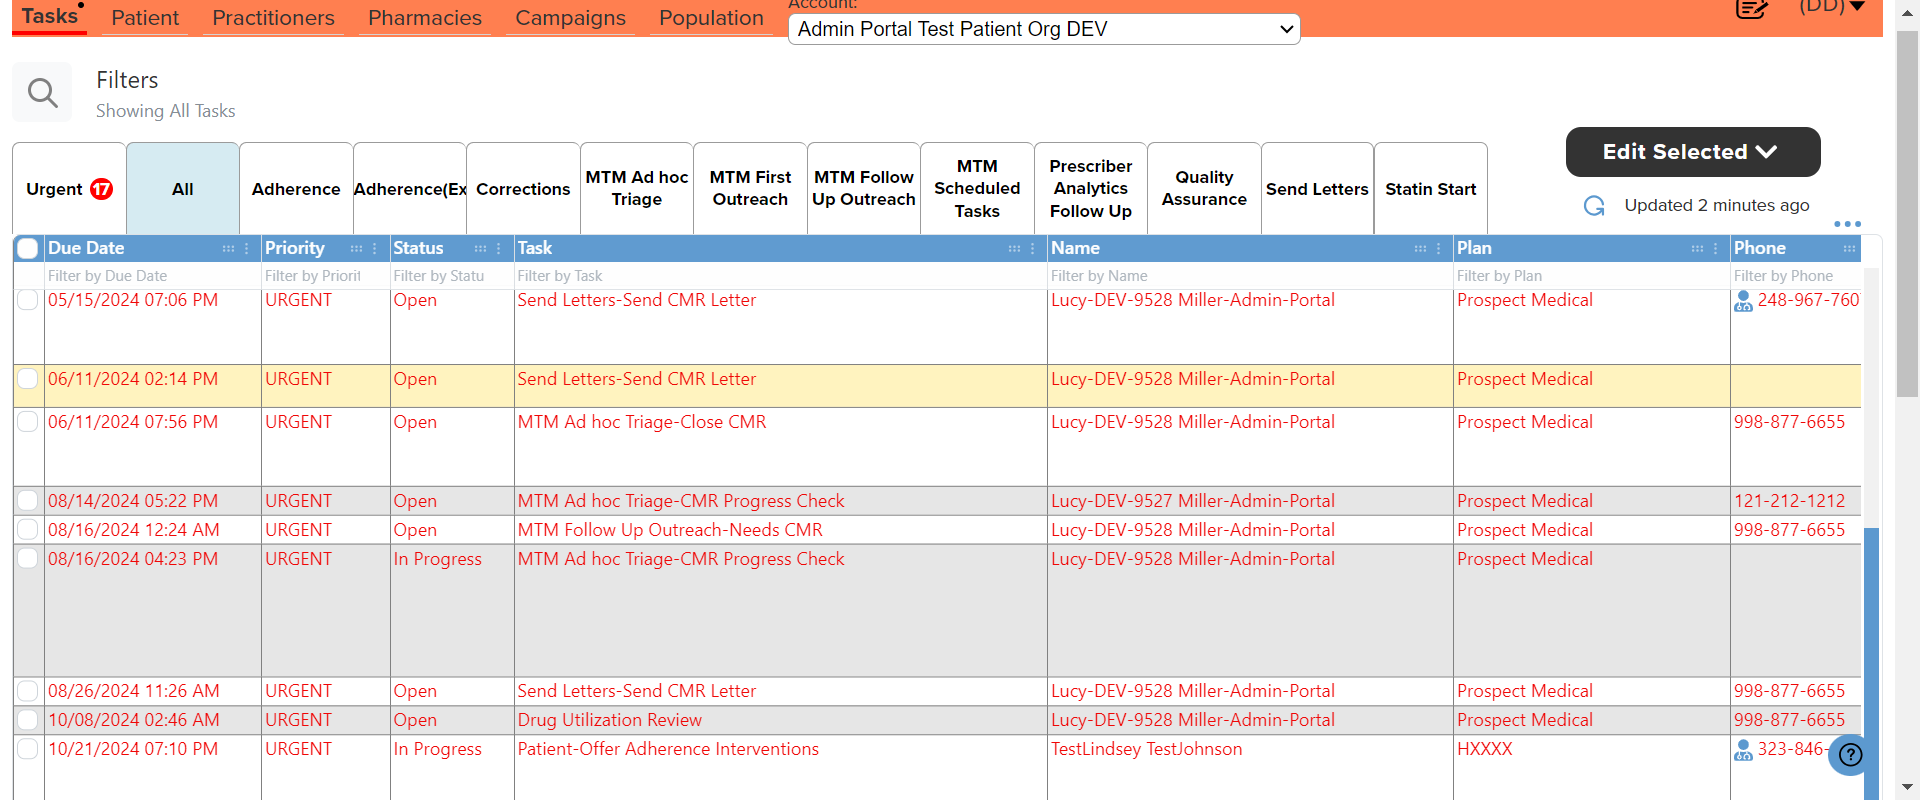 Tasks Patient Practitioners Pharmacies Campaigns Population Account: (DD)
Admin Portal Test Patient Org DEV
Filters
Showing All Tasks
Edit Selected
Updated 2 minutes ago
Urgent 17 All Adherence Adherence(Ex Corrections MTM Ad hoc Triage MTM First Outreach MTM Follow Up Outreach MTM Scheduled Tasks Prescriber Analytics Follow Up Quality Assurance Send Letters Statin Start
Due Date Priority Status Task Name Plan Phone
Filter by Due Date Filter by Priorit Filter by Statu Filter by Task Filter by Name Filter by Plan Filter by Phone
05/15/2024 07:06 PM URGENT Open Send Letters-Send CMR Letter Lucy-DEV-9528 Miller-Admin-Portal Prospect Medical 248-967-760
06/11/2024 02:14 PM URGENT Open Send Letters-Send CMR Letter Lucy-DEV-9528 Miller-Admin-Portal Prospect Medical
06/11/2024 07:56 PM URGENT Open MTM Ad hoc Triage-Close CMR Lucy-DEV-9528 Miller-Admin-Portal Prospect Medical 998-877-6655
08/14/2024 05:22 PM URGENT Open MTM Ad hoc Triage-CMR Progress Check Lucy-DEV-9527 Miller-Admin-Portal Prospect Medical 121-212-1212
08/16/2024 12:24 AM URGENT Open MTM Follow Up Outreach-Needs CMR Lucy-DEV-9528 Miller-Admin-Portal Prospect Medical 998-877-6655
08/16/2024 04:23 PM URGENT In Progress MTM Ad hoc Triage-CMR Progress Check Lucy-DEV-9528 Miller-Admin-Portal Prospect Medical
08/26/2024 11:26 AM URGENT Open Send Letters-Send CMR Letter Lucy-DEV-9528 Miller-Admin-Portal Prospect Medical 998-877-6655
10/08/2024 02:46 AM URGENT Open Drug Utilization Review Lucy-DEV-9528 Miller-Admin-Portal Prospect Medical 998-877-6655
10/21/2024 07:10 PM URGENT In Progress Patient-Offer Adherence Interventions TestLindsey TestJohnson HXXXX 323-846-